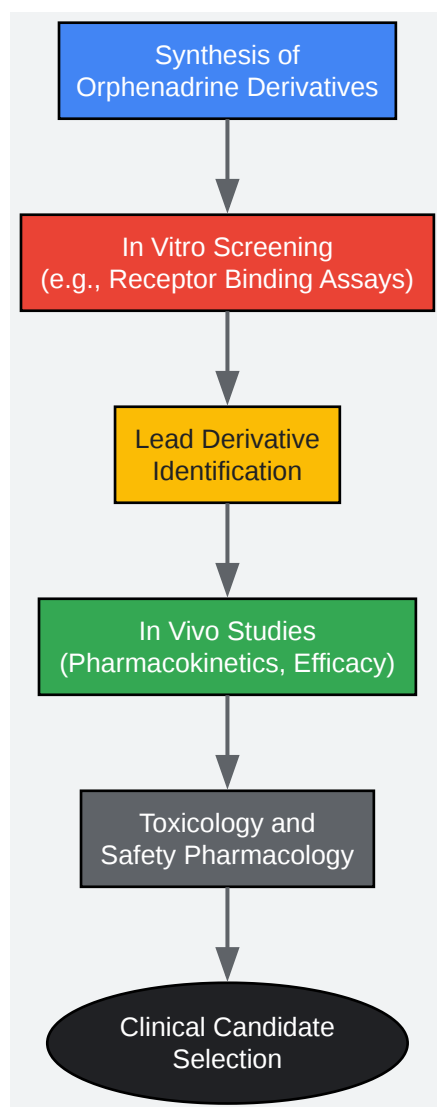 Synthesis of
Orphenadrine Derivatives
In Vitro Screening
(e.g., Receptor Binding Assays)
Lead Derivative
Identification
In Vivo Studies
(Pharmacokinetics, Efficacy)
Toxicology and
Safety Pharmacology
Clinical Candidate
Selection